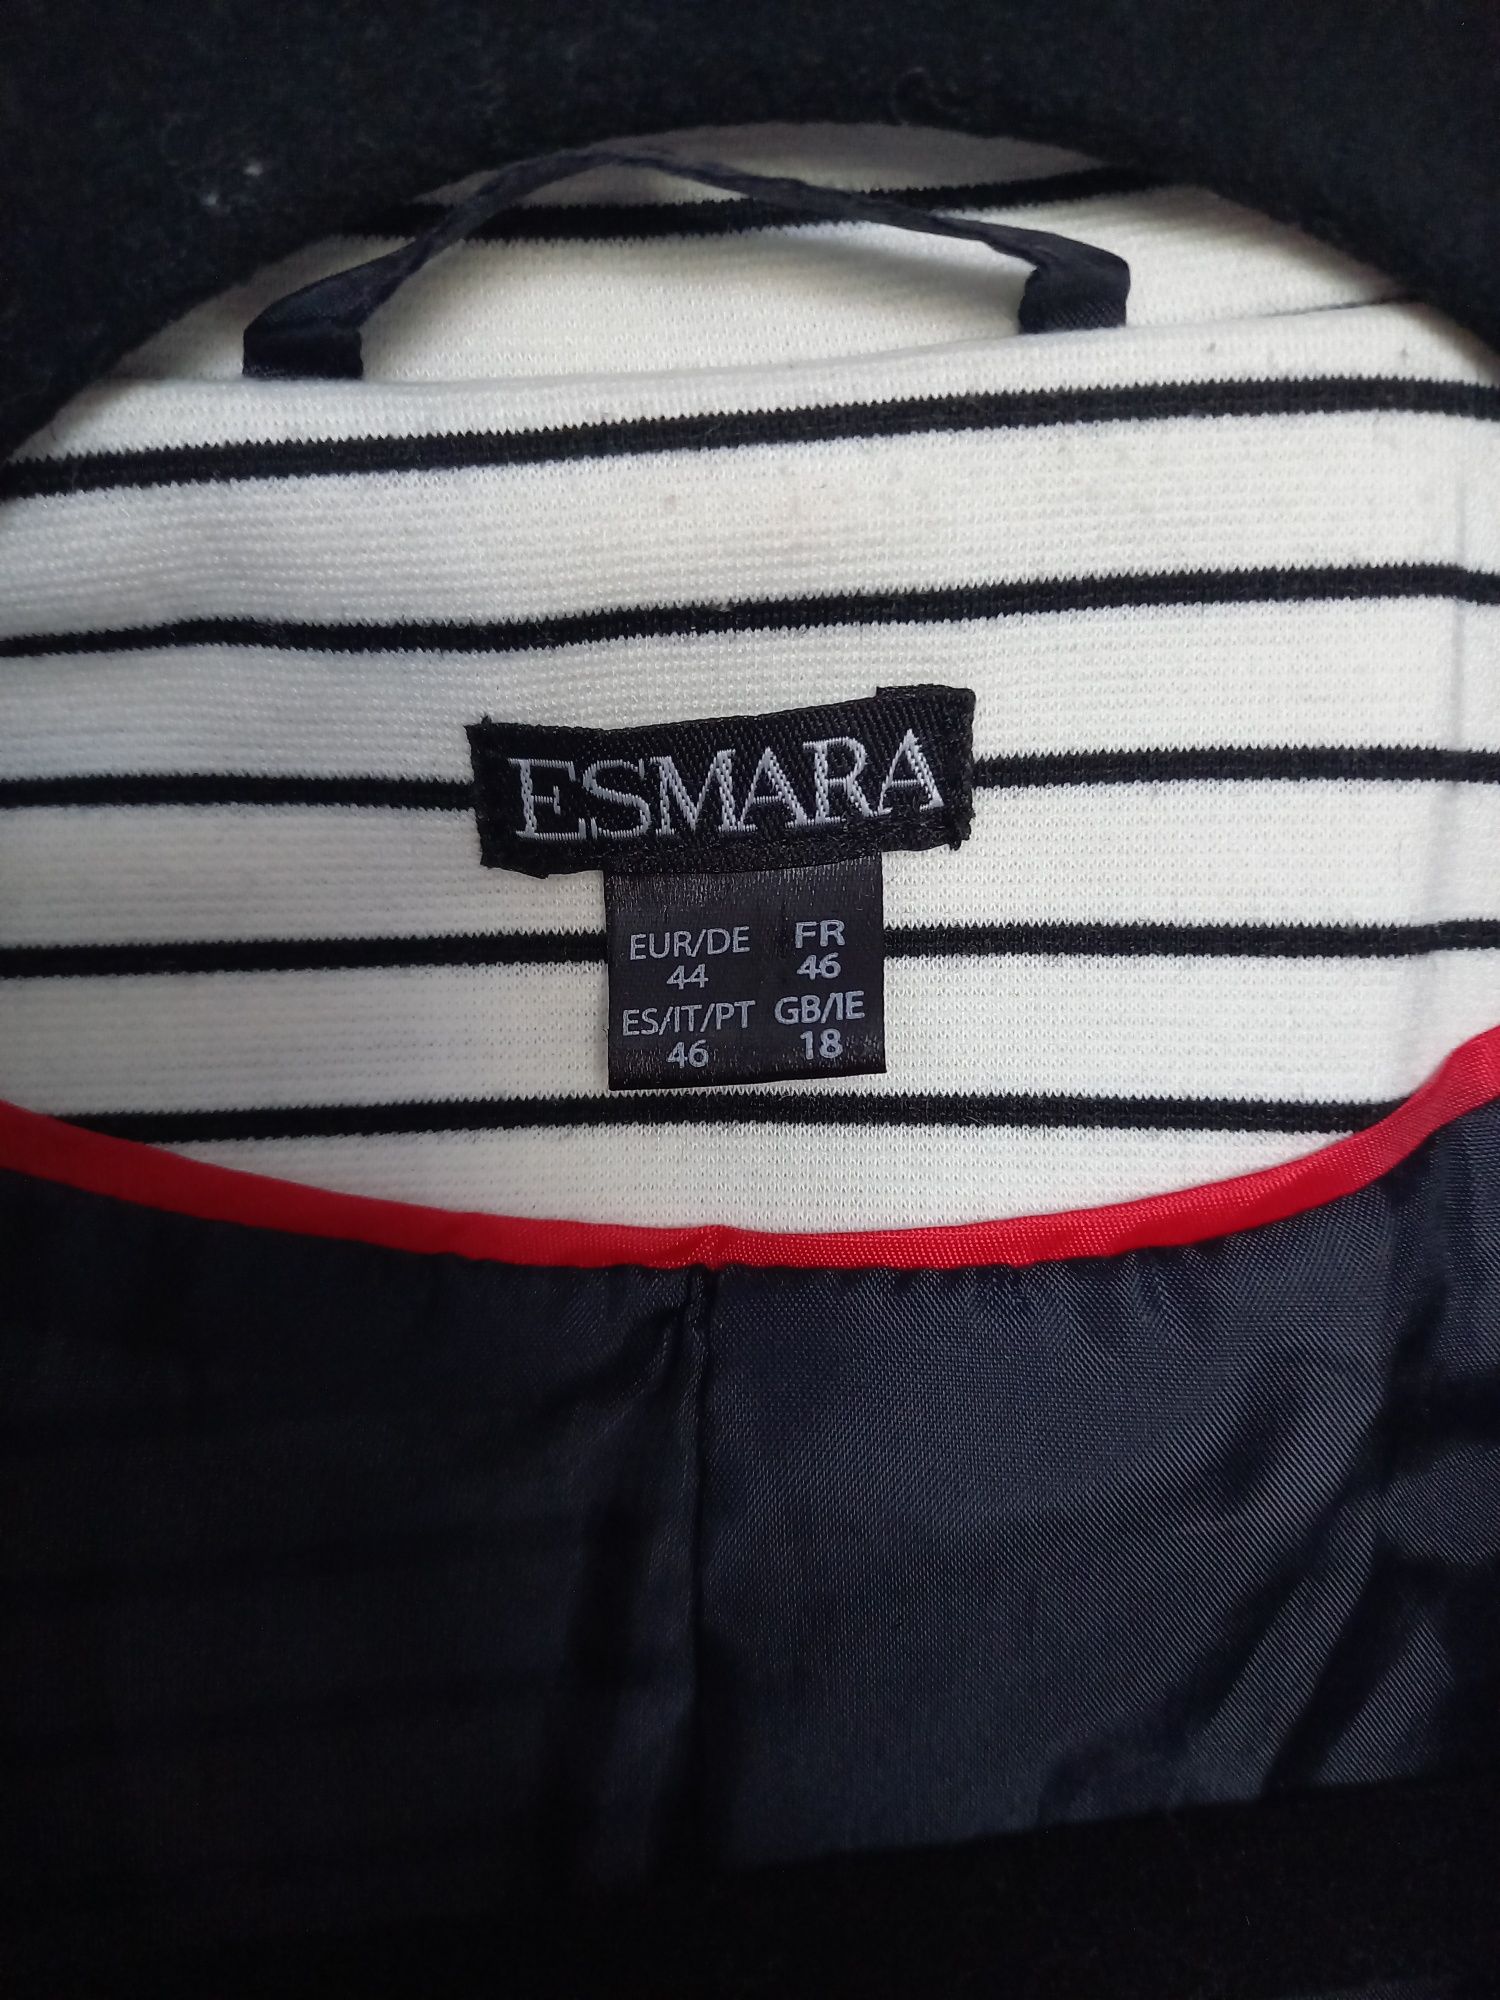 ESMARA
EUR/DE FR
44 46
ES/IT/PT GB/IE
46 18